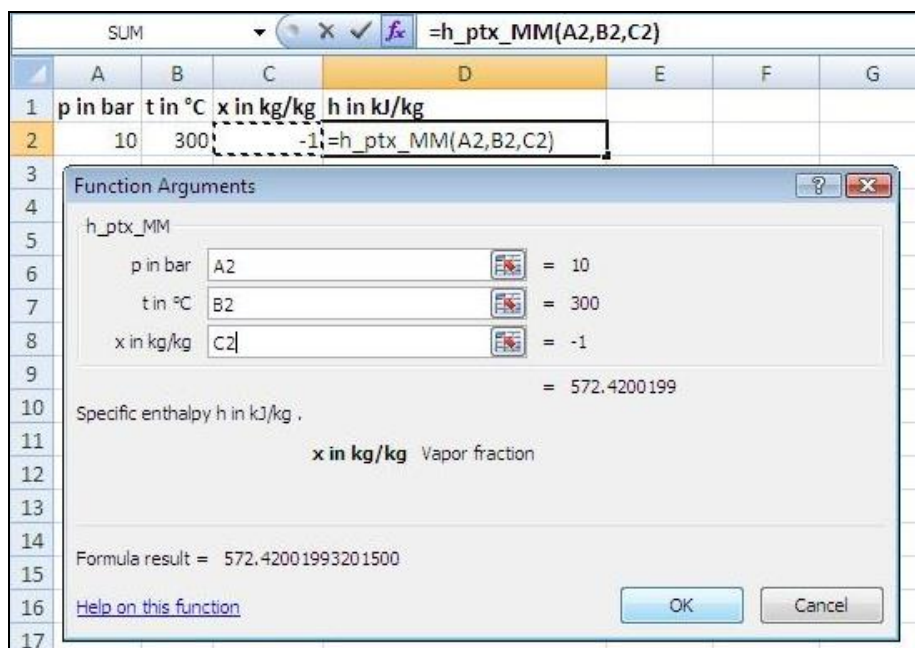 SUM =h_ptx_MM(A2,B2,C2)
A B C D E F G
1 p in bar t in °C x in kg/kg h in kJ/kg
2 10 300 -1 =h_ptx_MM(A2,B2,C2)
3
Function Arguments
4
h_ptx_MM
5
6 p in bar A2 = 10
7 t in °C B2 = 300
8 x in kg/kg C2 = -1
9
= 572.4200199
10 Specific enthalpy h in kJ/kg .
11 x in kg/kg Vapor fraction
12
13
14
Formula result = 572.42001993201500
15
16 Help on this function OK Cancel
17